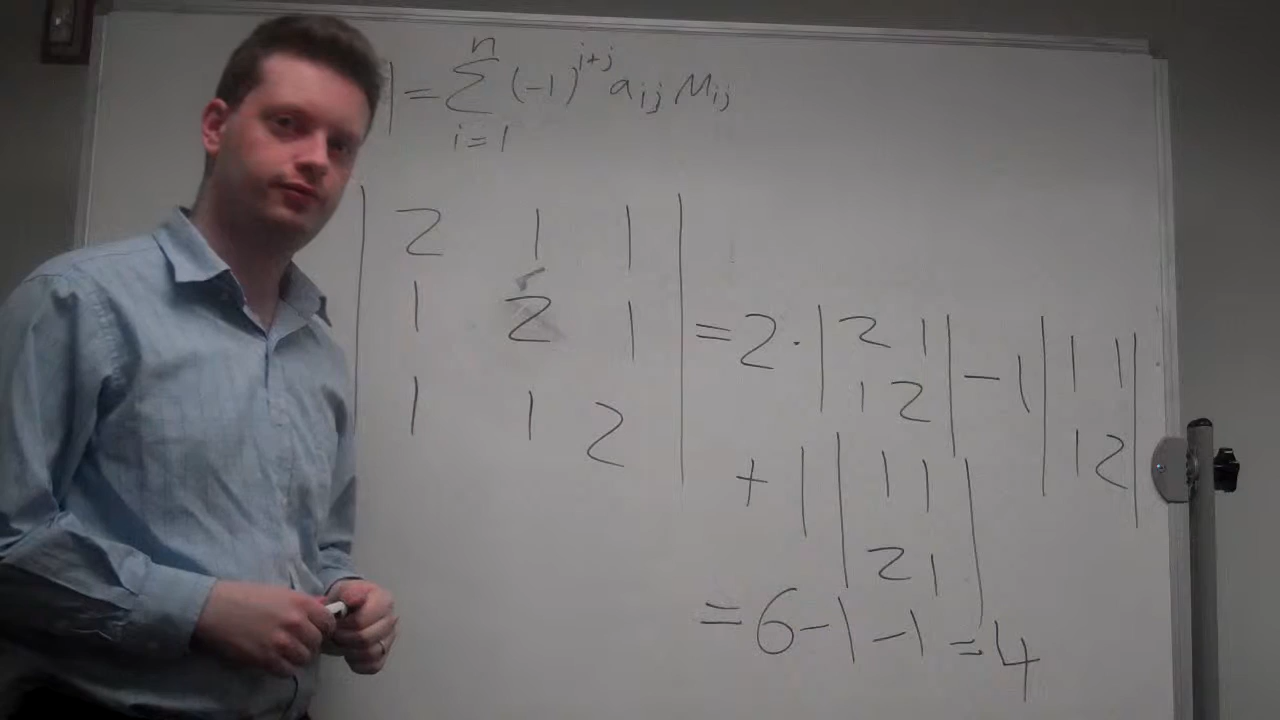 | = ∑ⁿᵢ₌₁ (-1)^{i+j} a_{ij} M_{ij}
| 2 1 1 |
| 1 2 1 | = 2 · | 2 1 | - 1 | 1 1 |
| 1 2 | | 1 2 |
| 1 1 2 |
+ 1 | 1 1 |
| 2 1 |
= 6 - 1 - 1 = 4